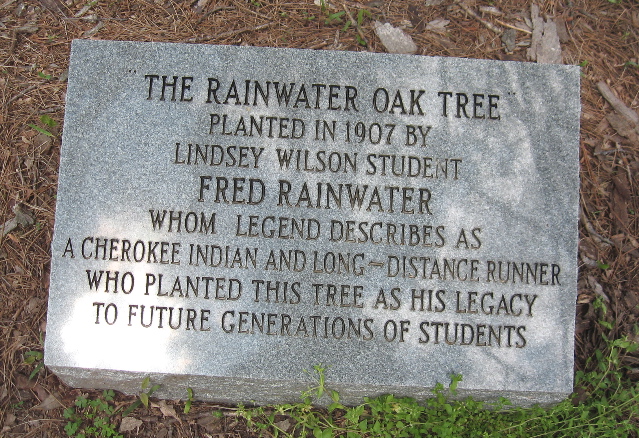 "THE RAINWATER OAK TREE"
PLANTED IN 1907 BY
LINDSEY WILSON STUDENT
FRED RAINWATER
WHOM LEGEND DESCRIBES AS
A CHEROKEE INDIAN AND LONG-DISTANCE RUNNER
WHO PLANTED THIS TREE AS HIS LEGACY
TO FUTURE GENERATIONS OF STUDENTS